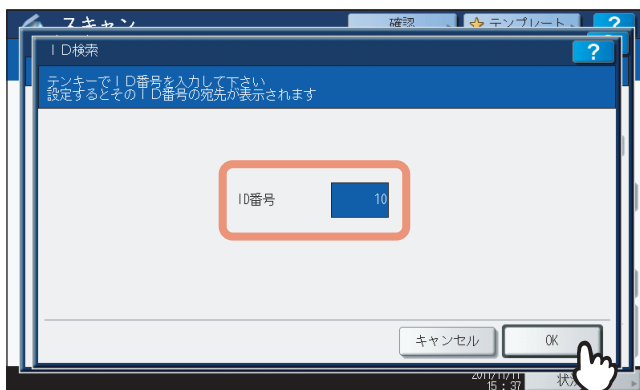 スキャン
確認
テンプレート
?
ID検索
?
テンキーでID番号を入力して下さい
設定するとそのID番号の宛先が表示されます
ID番号
10
キャンセル
OK
2011/11/11
15:37